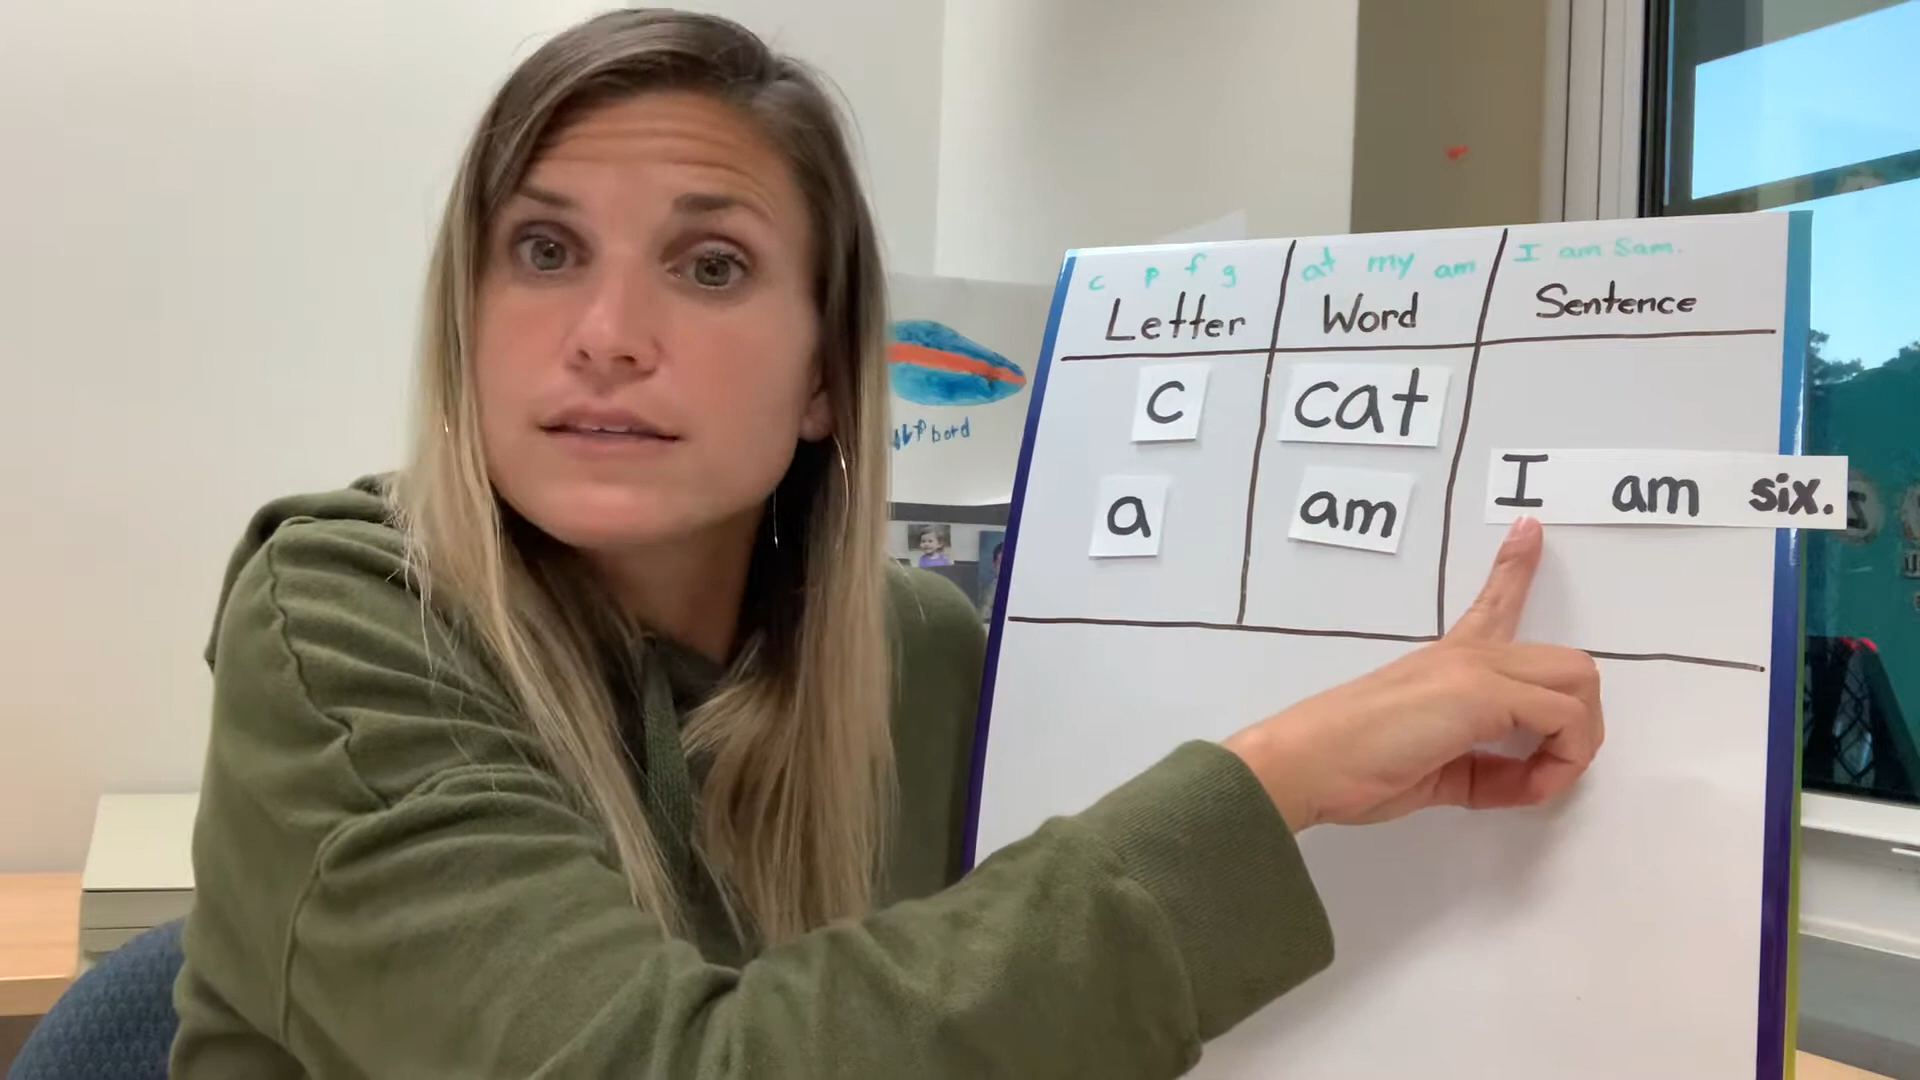 c p f g
Letter
c
a
at my am
Word
cat
am
I am Sam.
Sentence
I am six.
bord